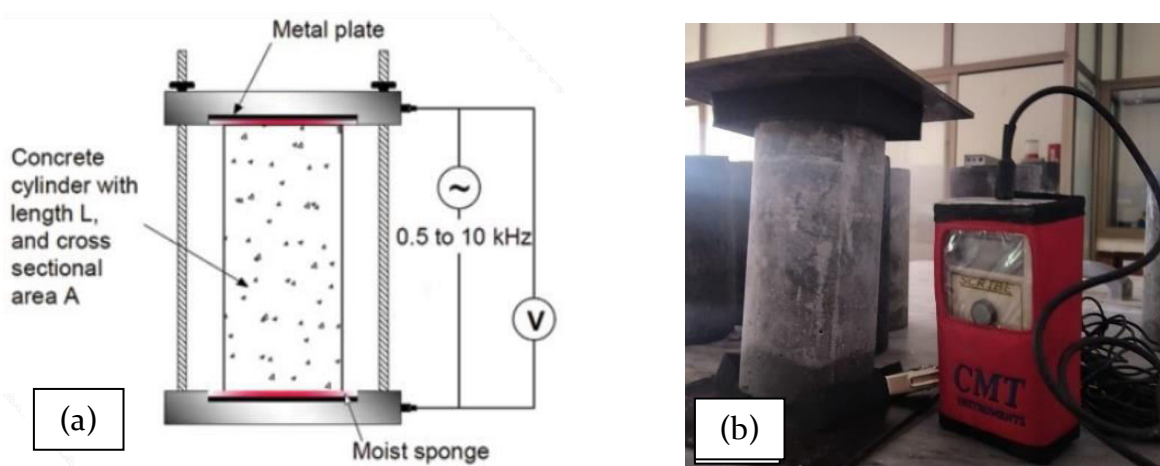 Metal plate
Concrete
cylinder with
length L,
and cross
sectional
area A
~
0.5 to 10 kHz
V
Moist sponge
(a)
SCRIBE
CMT
INSTRUMENTS
(b)